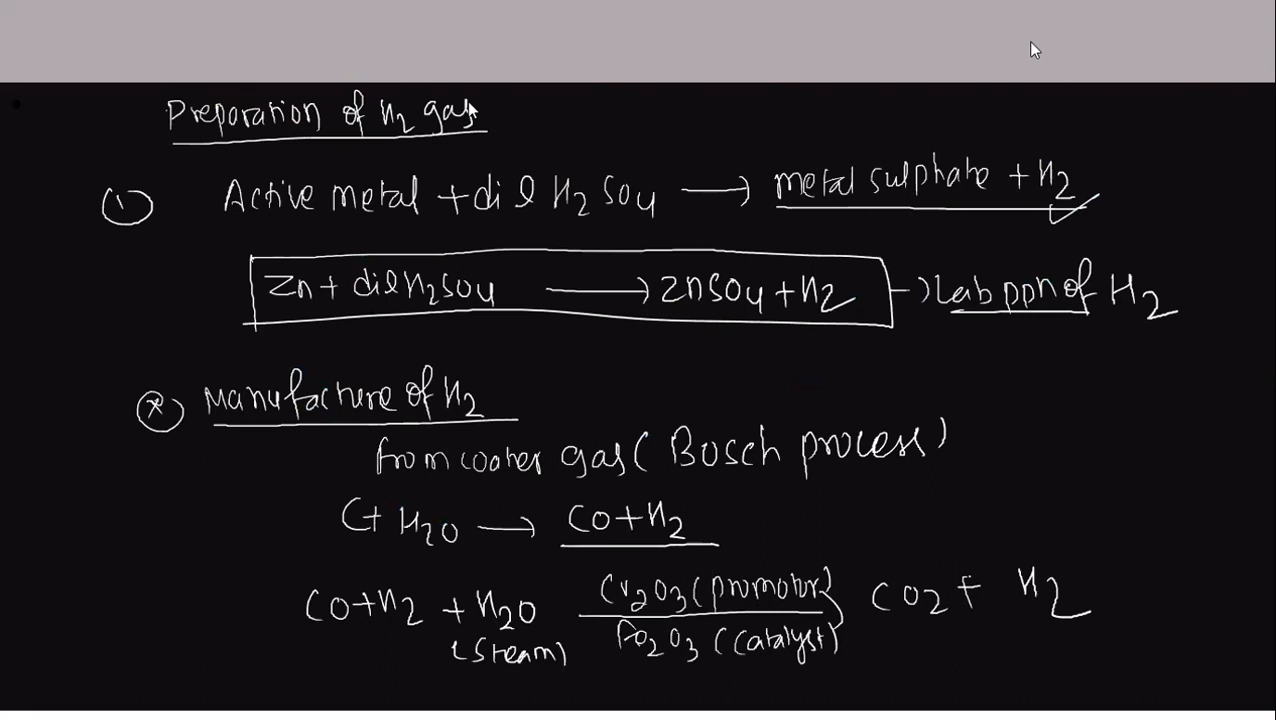 Preparation of H2 gas
1) Active metal + dil H2SO4 → metal sulphate + H2
Zn + dil H2SO4 → ZnSO4 + H2 → Lab ppn of H2
* Manufacture of H2
from water gas (Bosch process)
C + H2O → CO + H2
CO + H2 + H2O Cr2O3 (promotor) CO2 + H2
(steam) Fe2O3 (catalyst)